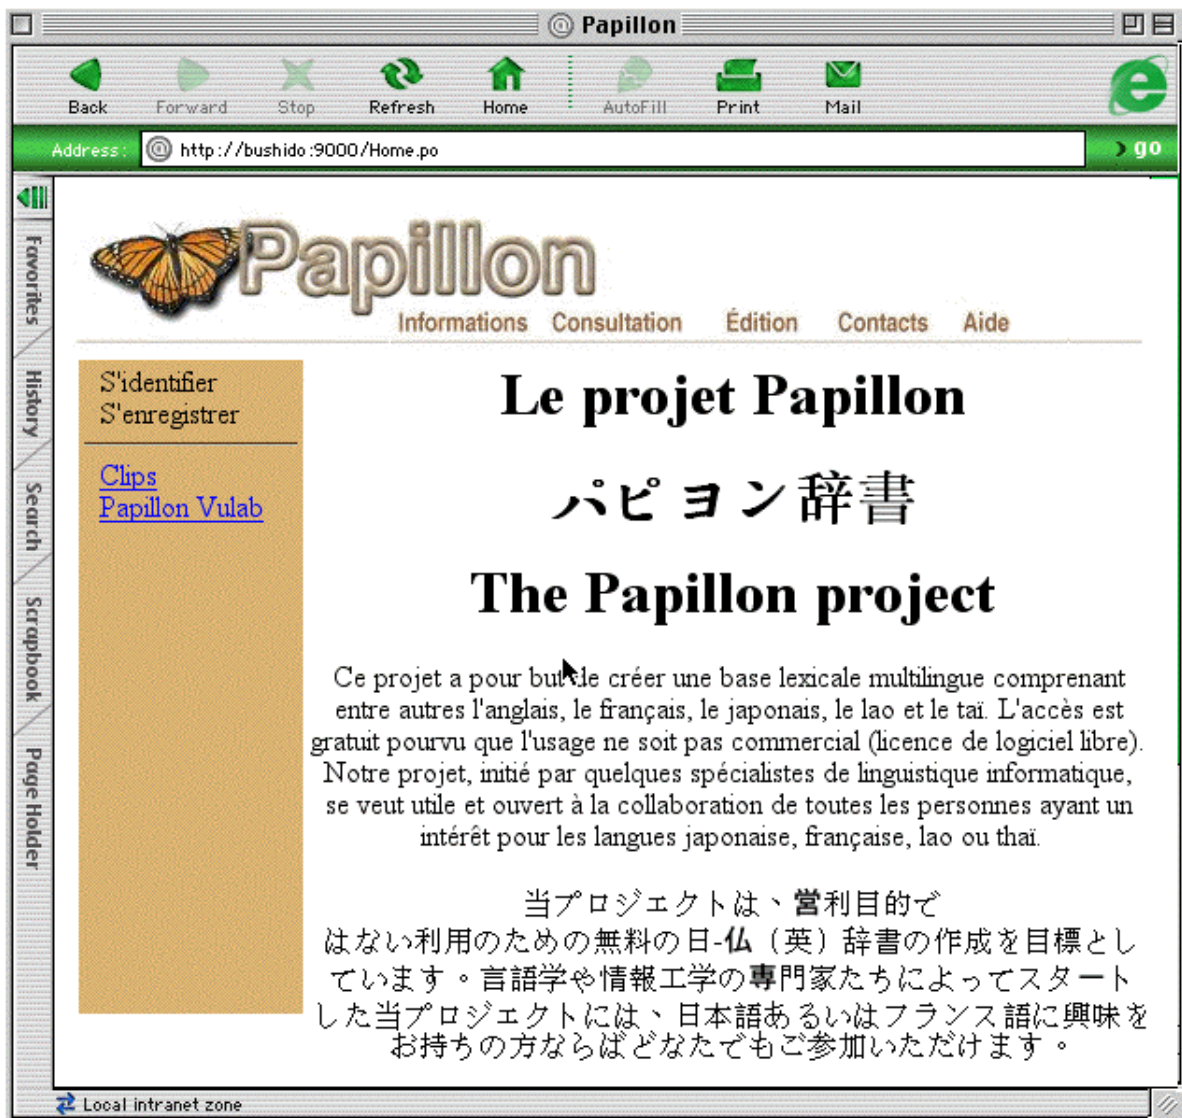 Papillon
Back Forward Stop Refresh Home AutoFill Print Mail
Address: http://bushido:9000/Home.po go
Favorites
History
Search
Scrapbook
Page Holder
Papillon
Informations Consultation Édition Contacts Aide
S'identifier
S'enregistrer
Clips
Papillon Vulab
Le projet Papillon
パピヨン辞書
The Papillon project
Ce projet a pour but de créer une base lexicale multilingue comprenant
entre autres l'anglais, le français, le japonais, le lao et le taï. L'accès est
gratuit pourvu que l'usage ne soit pas commercial (licence de logiciel libre).
Notre projet, initié par quelques spécialistes de linguistique informatique,
se veut utile et ouvert à la collaboration de toutes les personnes ayant un
intérêt pour les langues japonaise, française, lao ou thaï.
当プロジェクトは、営利目的で
はない利用のための無料の日-仏（英）辞書の作成を目標とし
ています。言語学や情報工学の専門家たちによってスタート
した当プロジェクトには、日本語あるいはフランス語に興味を
お持ちの方ならばどなたでもご参加いただけます。
Local intranet zone